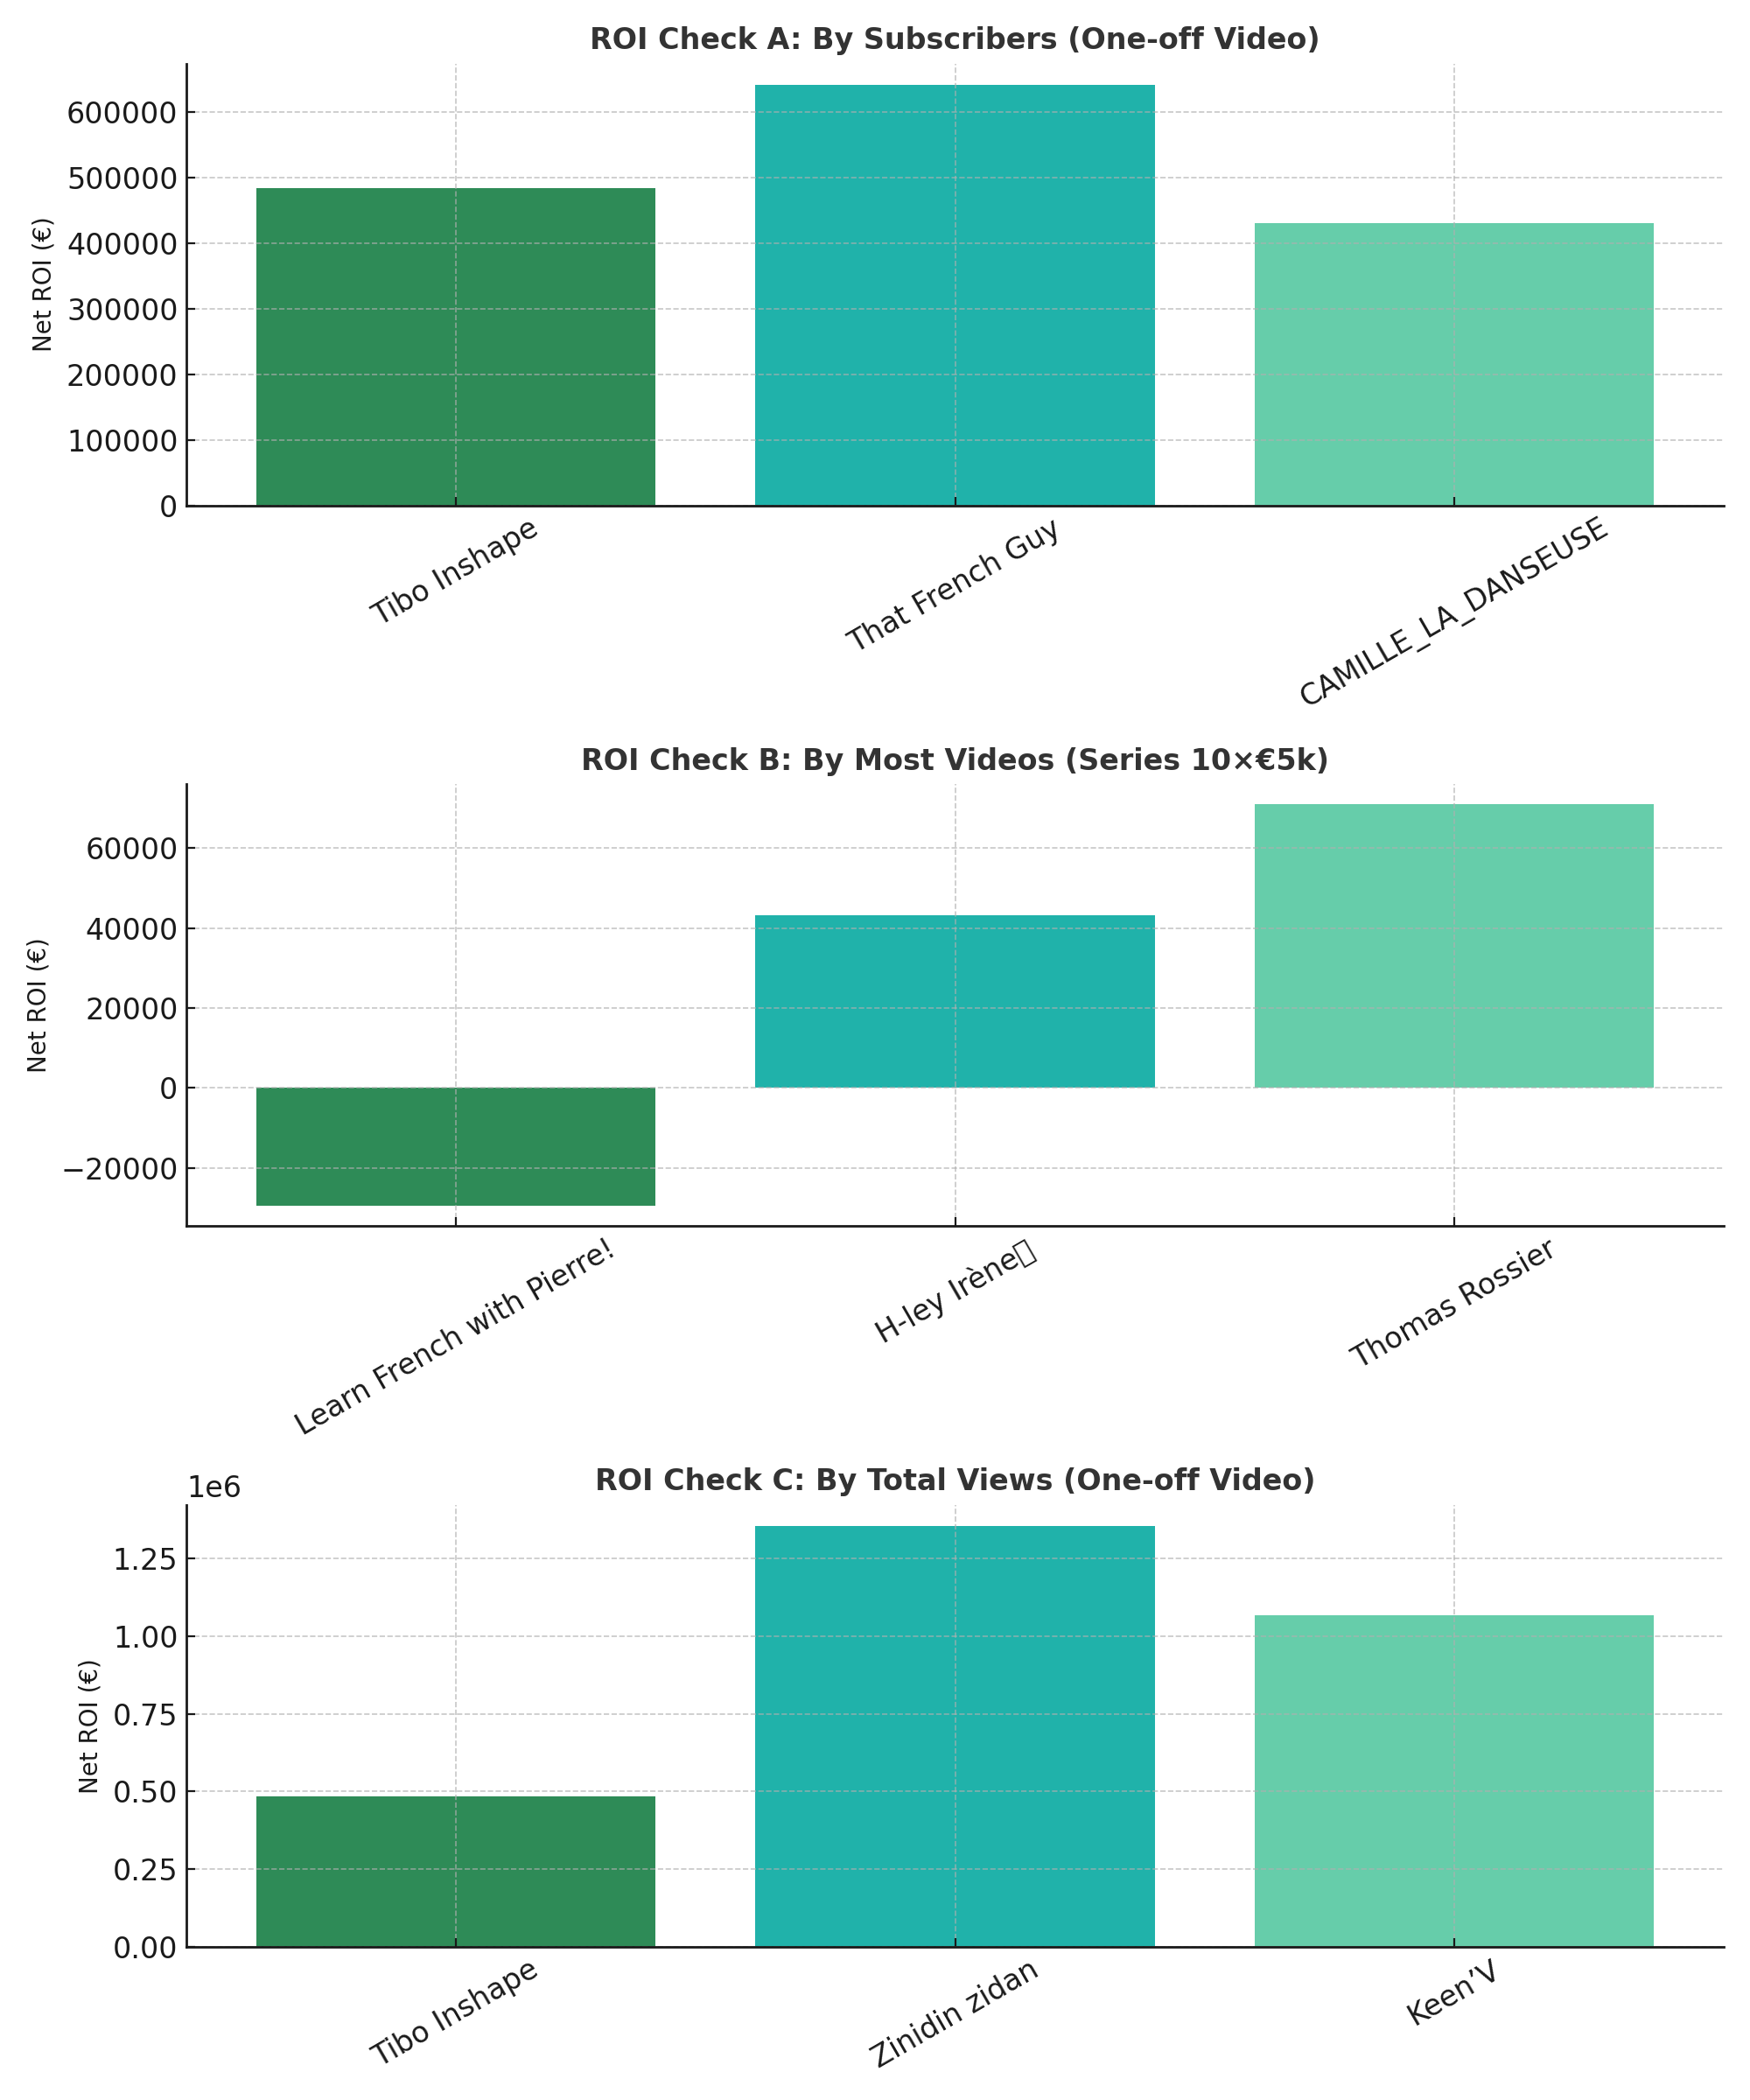 ROI Check A: By Subscribers (One-off Video)
Net ROI (€)
600000
500000
400000
300000
200000
100000
0
Tibo Inshape
That French Guy
CAMILLE_LA_DANSEUSE
ROI Check B: By Most Videos (Series 10×€5k)
Net ROI (€)
60000
40000
20000
0
−20000
Learn French with Pierre!
H-ley Irène▯
Thomas Rossier
1e6
ROI Check C: By Total Views (One-off Video)
Net ROI (€)
1.25
1.00
0.75
0.50
0.25
0.00
Tibo Inshape
Zinidin zidan
Keen’V